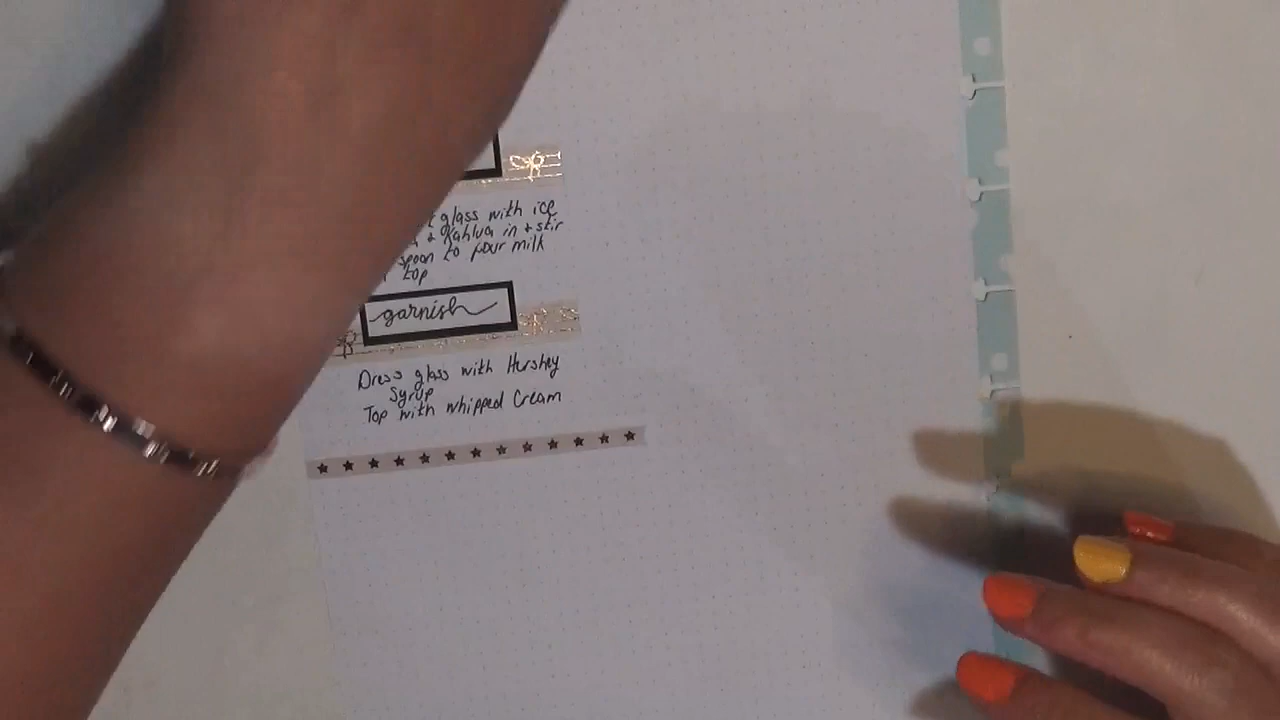 glass with ice
& Kahlua in & stir
spoon to pour milk
top
garnish
Dress glass with Hershey
Syrup
Top with whipped Cream